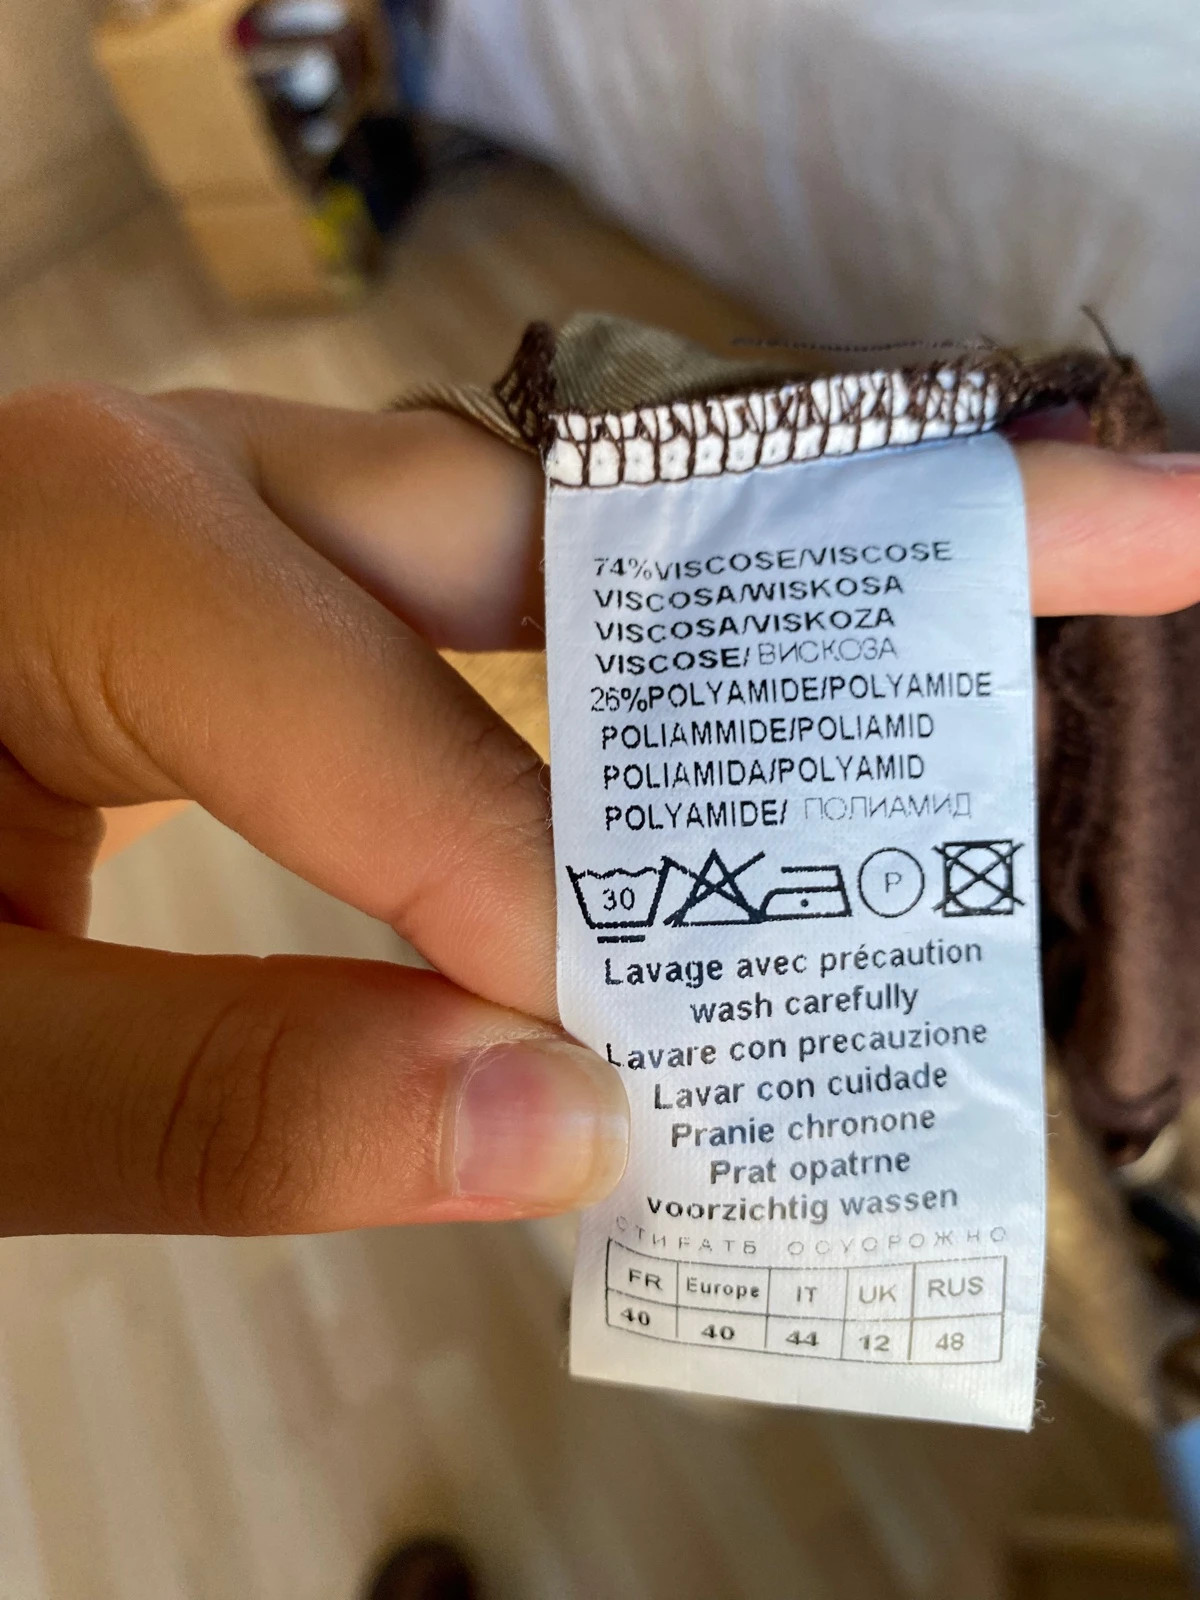 74%VISCOSE/VISCOSE
VISCOSA/WISKOSA
VISCOSA/VISKOZA
VISCOSE/ ВИСКОЗА
26%POLYAMIDE/POLYAMIDE
POLIAMMIDE/POLIAMID
POLIAMIDA/POLYAMID
POLYAMIDE/ ПОЛИАМИД
30 P
Lavage avec précaution
wash carefully
Lavare con precauzione
Lavar con cuidade
Pranie chronone
Prat opatrne
voorzichtig wassen
СТИРАТБ ОСУОРОЖНО
FR Europe IT UK RUS
40 40 44 12 48